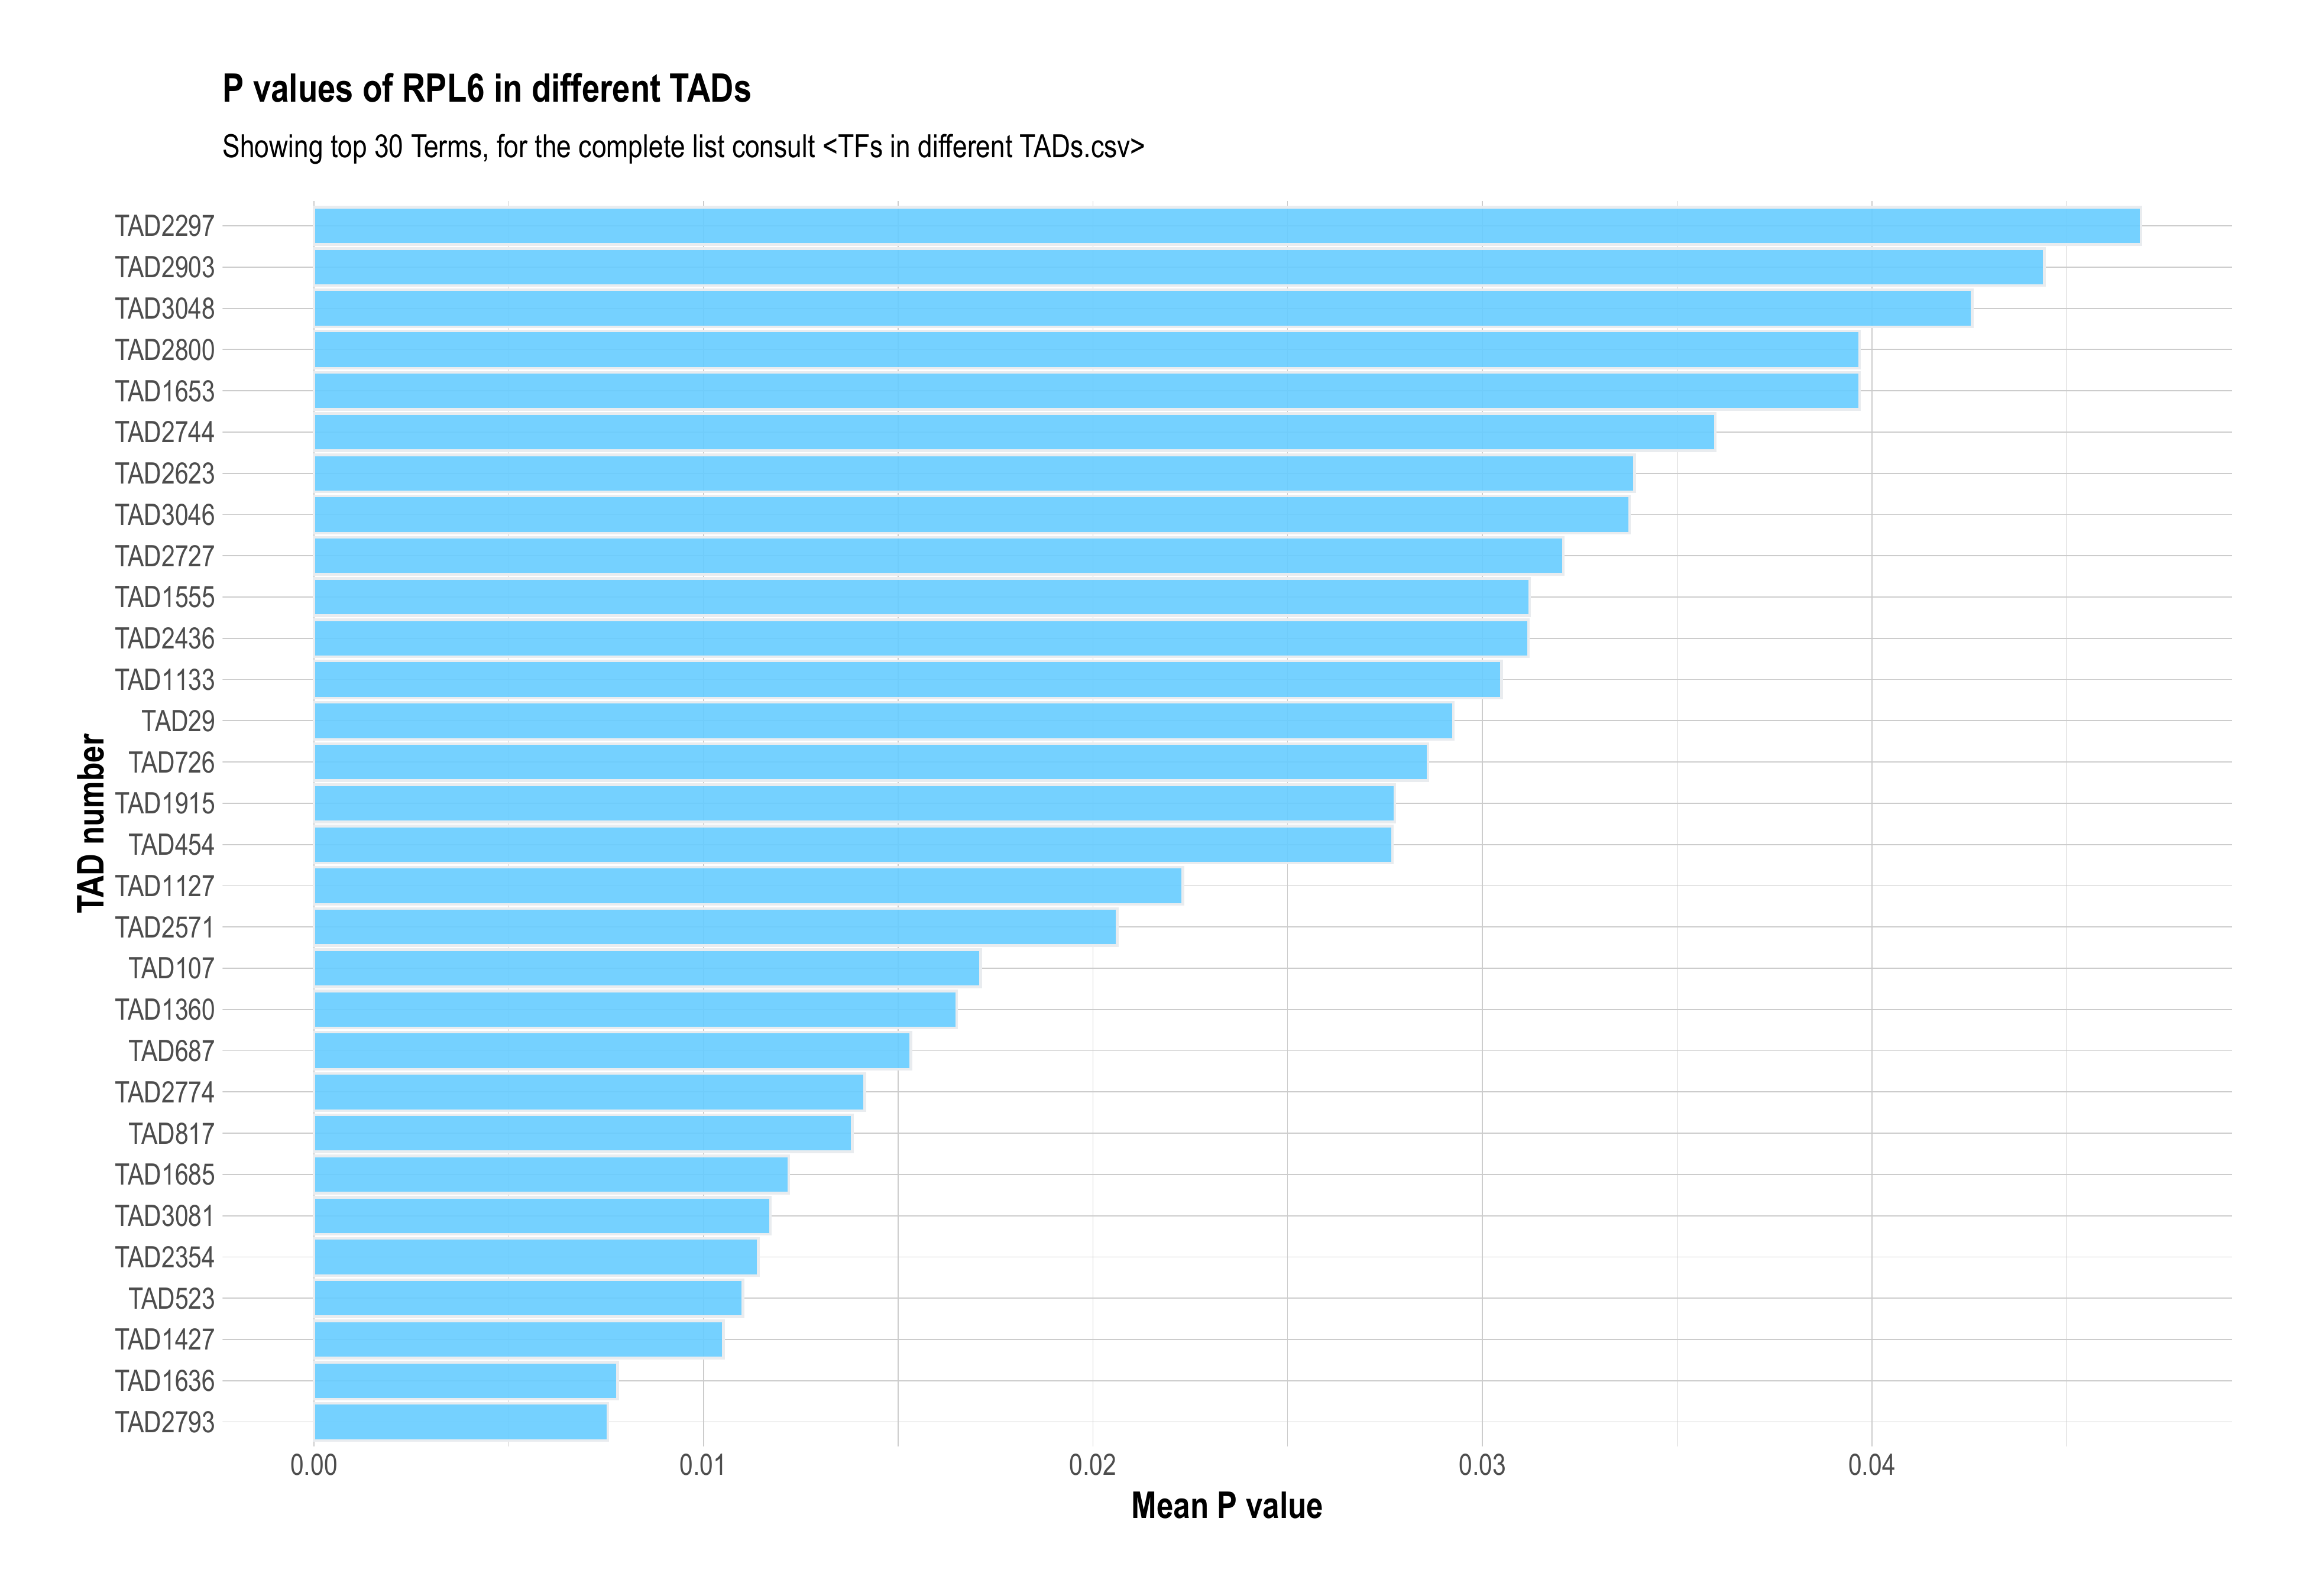 P values of RPL6 in different TADs
Showing top 30 Terms, for the complete list consult <TFs in different TADs.csv>
TAD number
TAD2297
TAD2903
TAD3048
TAD2800
TAD1653
TAD2744
TAD2623
TAD3046
TAD2727
TAD1555
TAD2436
TAD1133
TAD29
TAD726
TAD1915
TAD454
TAD1127
TAD2571
TAD107
TAD1360
TAD687
TAD2774
TAD817
TAD1685
TAD3081
TAD2354
TAD523
TAD1427
TAD1636
TAD2793
0.00 0.01 0.02 0.03 0.04
Mean P value